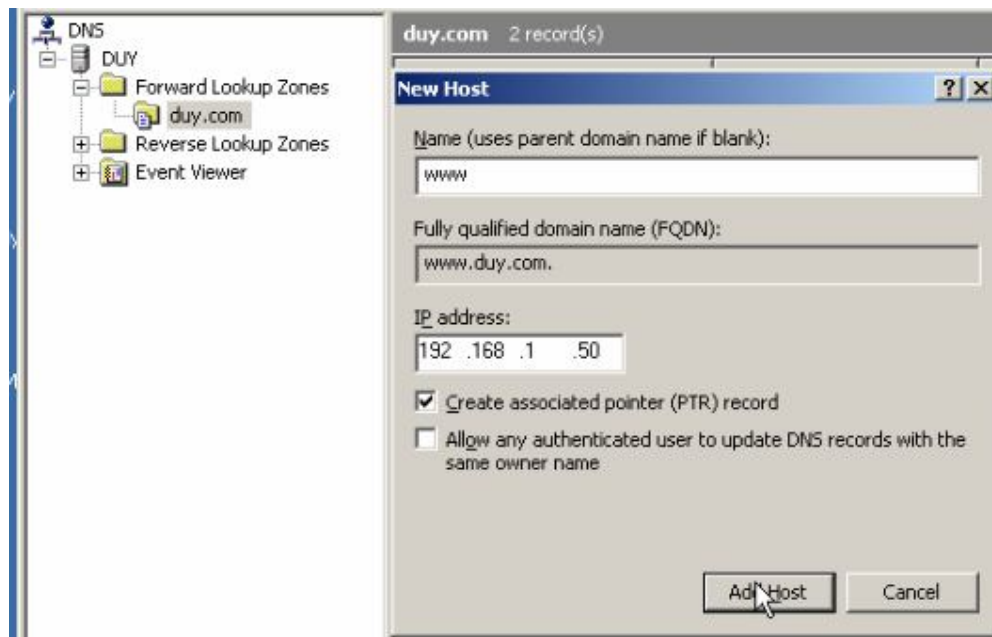 DNS
DUY
Forward Lookup Zones
duy.com
Reverse Lookup Zones
Event Viewer
duy.com 2 record(s)
New Host
Name (uses parent domain name if blank):
www
Fully qualified domain name (FQDN):
www.duy.com.
IP address:
192 .168 .1 .50
Create associated pointer (PTR) record
Allow any authenticated user to update DNS records with the
same owner name
Add Host
Cancel